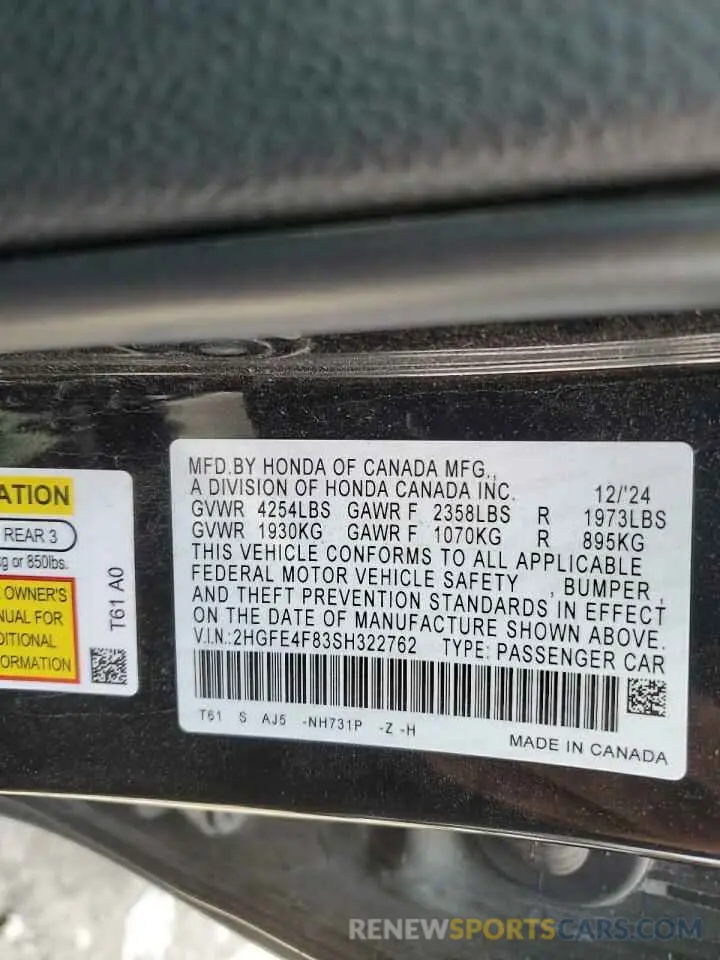 ATION
REAR 3
kg or 850lbs.
OWNER'S
NUAL FOR
DITIONAL
ORMATION
T61 A0
MFD.BY HONDA OF CANADA MFG.,
A DIVISION OF HONDA CANADA INC. 12/'24
GVWR 4254LBS GAWR F 2358LBS R 1973LBS
GVWR 1930KG GAWR F 1070KG R 895KG
THIS VEHICLE CONFORMS TO ALL APPLICABLE
FEDERAL MOTOR VEHICLE SAFETY , BUMPER ,
AND THEFT PREVENTION STANDARDS IN EFFECT
ON THE DATE OF MANUFACTURE SHOWN ABOVE.
V.I.N.:2HGFE4F83SH322762 TYPE: PASSENGER CAR
T61 S AJ5 -NH731P -Z -H
MADE IN CANADA
RENEWSPORTSCARS.COM